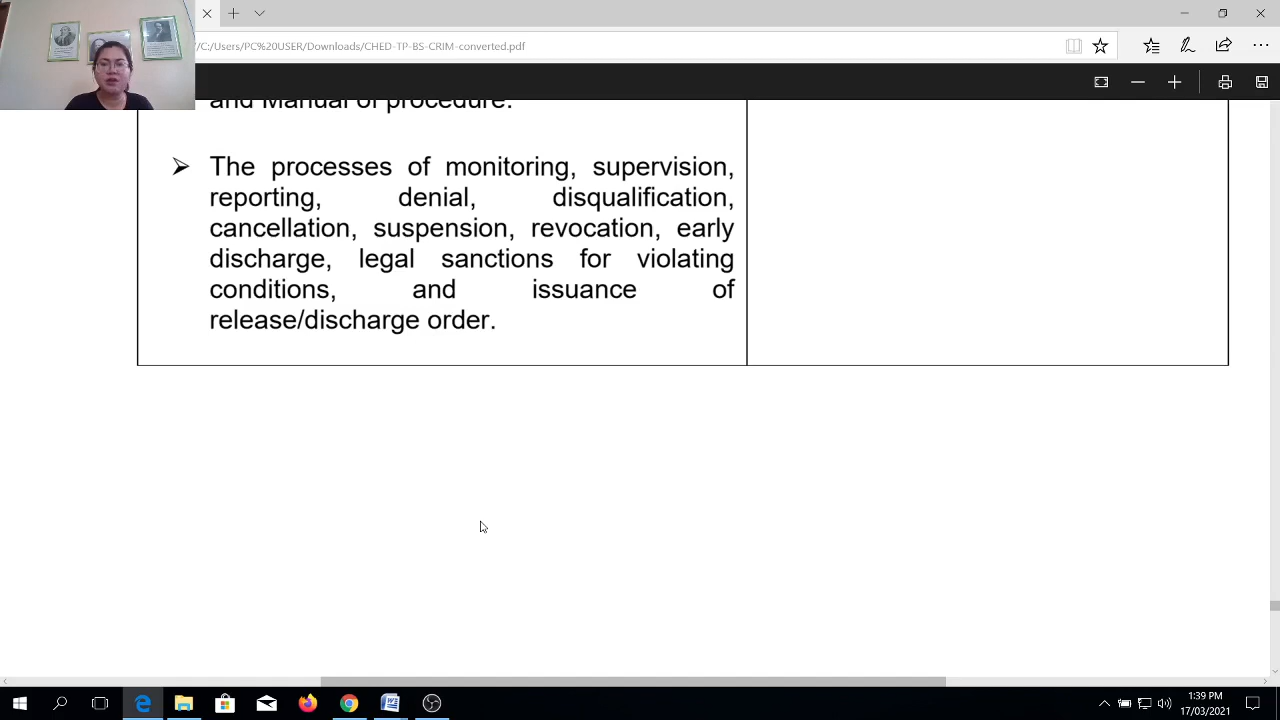 /C:/Users/PC%20USER/Downloads/CHED-TP-BS-CRIM-converted.pdf
and Manual of procedure.
➢ The processes of monitoring, supervision,
reporting, denial, disqualification,
cancellation, suspension, revocation, early
discharge, legal sanctions for violating
conditions, and issuance of
release/discharge order.
1:39 PM
17/03/2021